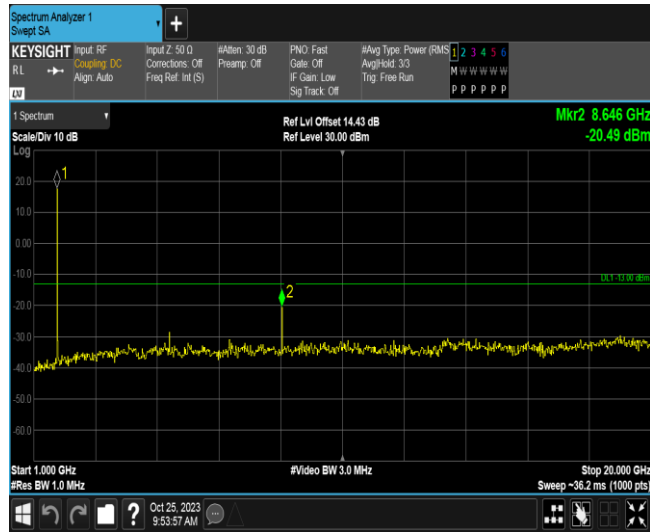 Spectrum Analyzer 1
Swept SA
KEYSIGHT
RL
LXI
Input: RF
Coupling: DC
Align: Auto
Input Z: 50 Ω
Corrections: Off
Freq Ref: Int (S)
#Atten: 30 dB
Preamp: Off
PNO: Fast
Gate: Off
IF Gain: Low
Sig Track: Off
#Avg Type: Power (RMS
Avg|Hold: 3/3
Trig: Free Run
1 2 3 4 5 6
M W W W W W
P P P P P P
1 Spectrum
Scale/Div 10 dB
Log
Ref Lvl Offset 14.43 dB
Ref Level 30.00 dBm
Mkr2 8.646 GHz
-20.49 dBm
1
20.0
10.0
0.00
DL1 -13.00 dBm
-10.0
2
-20.0
-30.0
-40.0
-50.0
-60.0
Start 1.000 GHz
#Res BW 1.0 MHz
#Video BW 3.0 MHz
Stop 20.000 GHz
Sweep ~36.2 ms (1000 pts)
?
Oct 25, 2023
9:53:57 AM